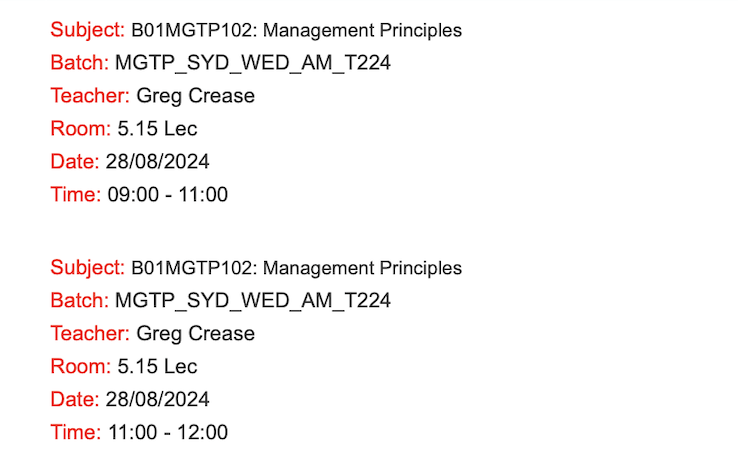 Subject: B01MGTP102: Management Principles
Batch: MGTP_SYD_WED_AM_T224
Teacher: Greg Crease
Room: 5.15 Lec
Date: 28/08/2024
Time: 09:00 - 11:00
Subject: B01MGTP102: Management Principles
Batch: MGTP_SYD_WED_AM_T224
Teacher: Greg Crease
Room: 5.15 Lec
Date: 28/08/2024
Time: 11:00 - 12:00